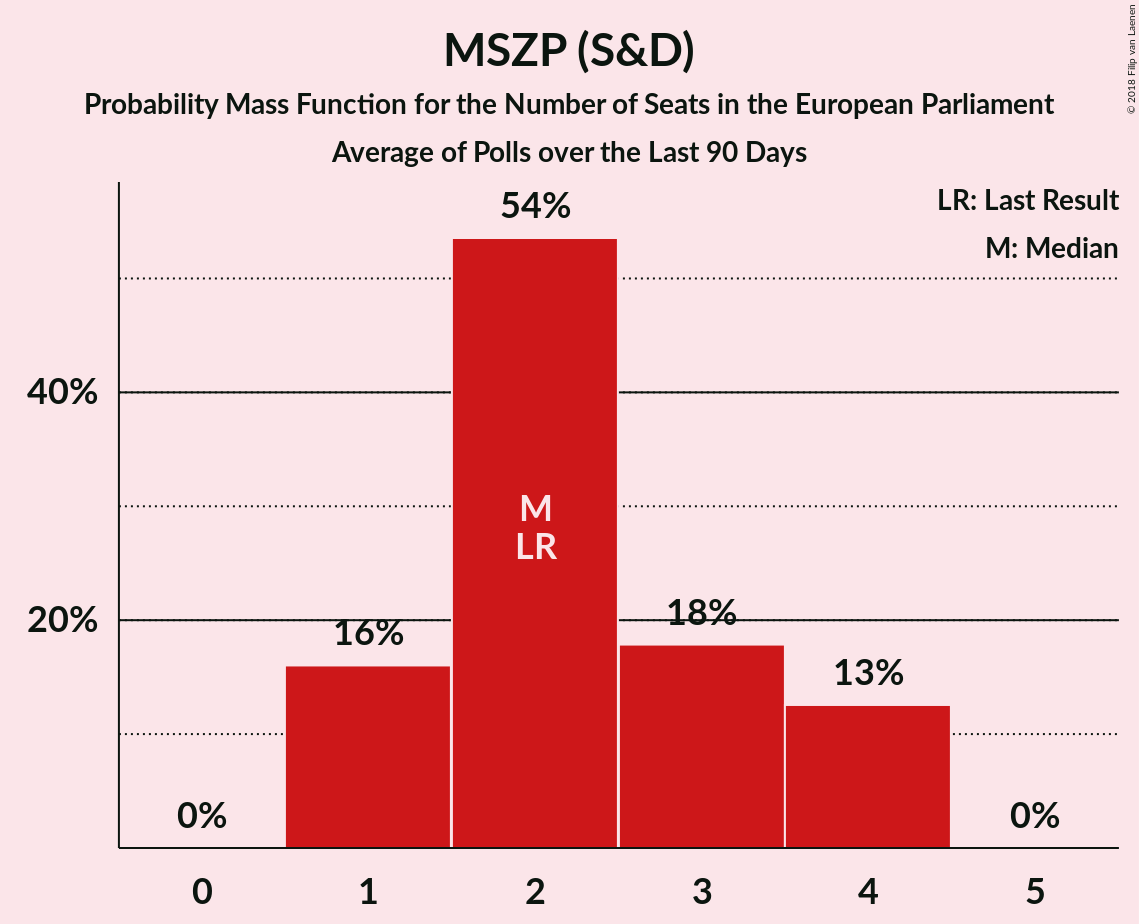 MSZP (S&D)
Probability Mass Function for the Number of Seats in the European Parliament
Average of Polls over the Last 90 Days
© 2018 Filip van Laenen
LR: Last Result
M: Median
54%
40%
M
LR
20%
16%
18%
13%
0%
0%
0 1 2 3 4 5